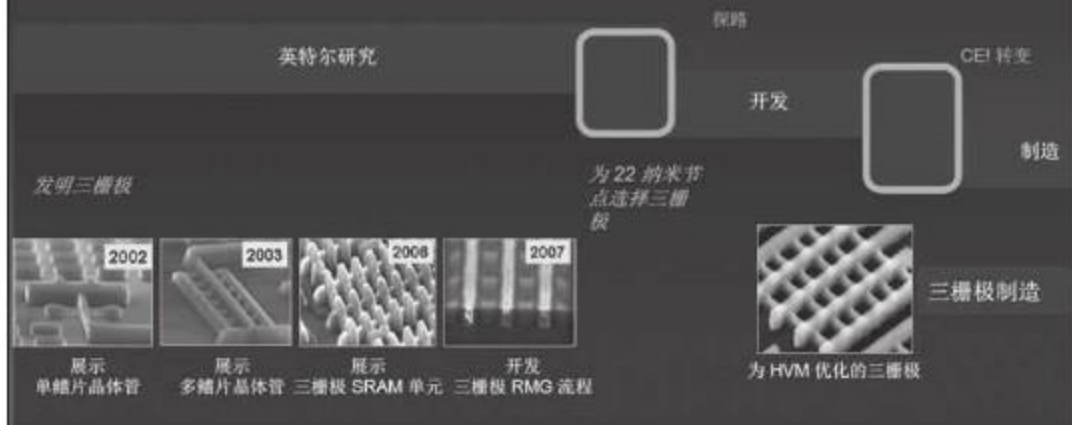 探路
英特尔研究
CE! 转变
开发
制造
发明三栅极
为 22 纳米节
点选择三栅
极
2002
2003
2006
2007
三栅极制造
展示
单鳍片晶体管
展示
多鳍片晶体管
展示
三栅极 SRAM 单元
开发
三栅极 RMG 流程
为 HVM 优化的三栅极